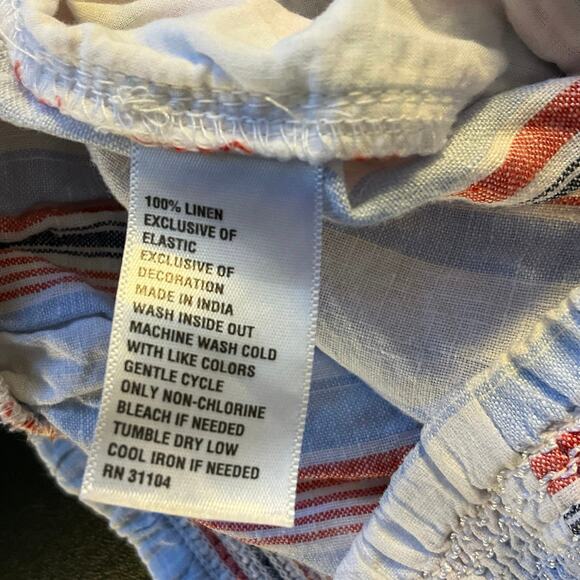 100% LINEN
EXCLUSIVE OF
ELASTIC
EXCLUSIVE OF
DECORATION
MADE IN INDIA
WASH INSIDE OUT
MACHINE WASH COLD
WITH LIKE COLORS
GENTLE CYCLE
ONLY NON-CHLORINE
BLEACH IF NEEDED
TUMBLE DRY LOW
COOL IRON IF NEEDED
RN 31104